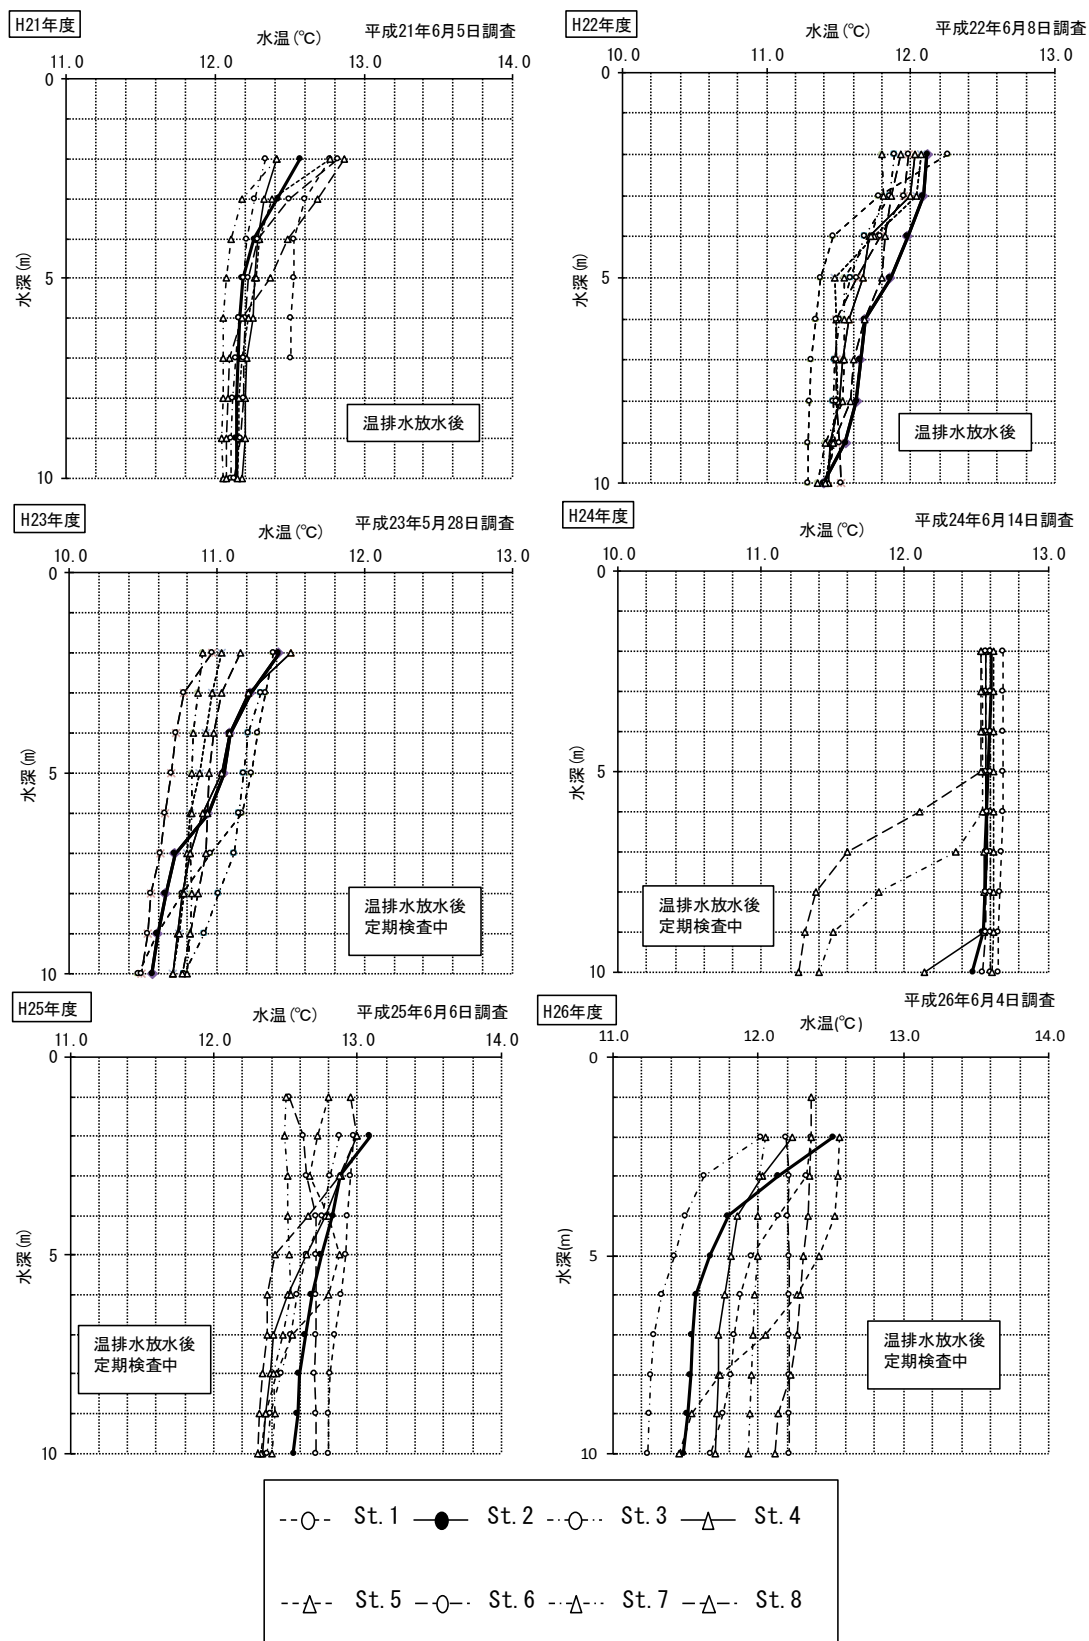 H21年度
水温(℃)
平成21年6月5日調査
11.0 12.0 13.0 14.0
0
5
10
水深(m)
温排水放水後
H22年度
水温(℃)
平成22年6月8日調査
10.0 11.0 12.0 13.0
0
5
10
水深(m)
温排水放水後
H23年度
水温(℃)
平成23年5月28日調査
10.0 11.0 12.0 13.0
0
5
10
水深(m)
温排水放水後
定期検査中
H24年度
水温(℃)
平成24年6月14日調査
10.0 11.0 12.0 13.0
0
5
10
水深(m)
温排水放水後
定期検査中
H25年度
水温(℃)
平成25年6月6日調査
11.0 12.0 13.0 14.0
0
5
10
水深(m)
温排水放水後
定期検査中
H26年度
水温(℃)
平成26年6月4日調査
11.0 12.0 13.0 14.0
0
5
10
水深(m)
温排水放水後
定期検査中
St.1 St.2 St.3 St.4
St.5 St.6 St.7 St.8